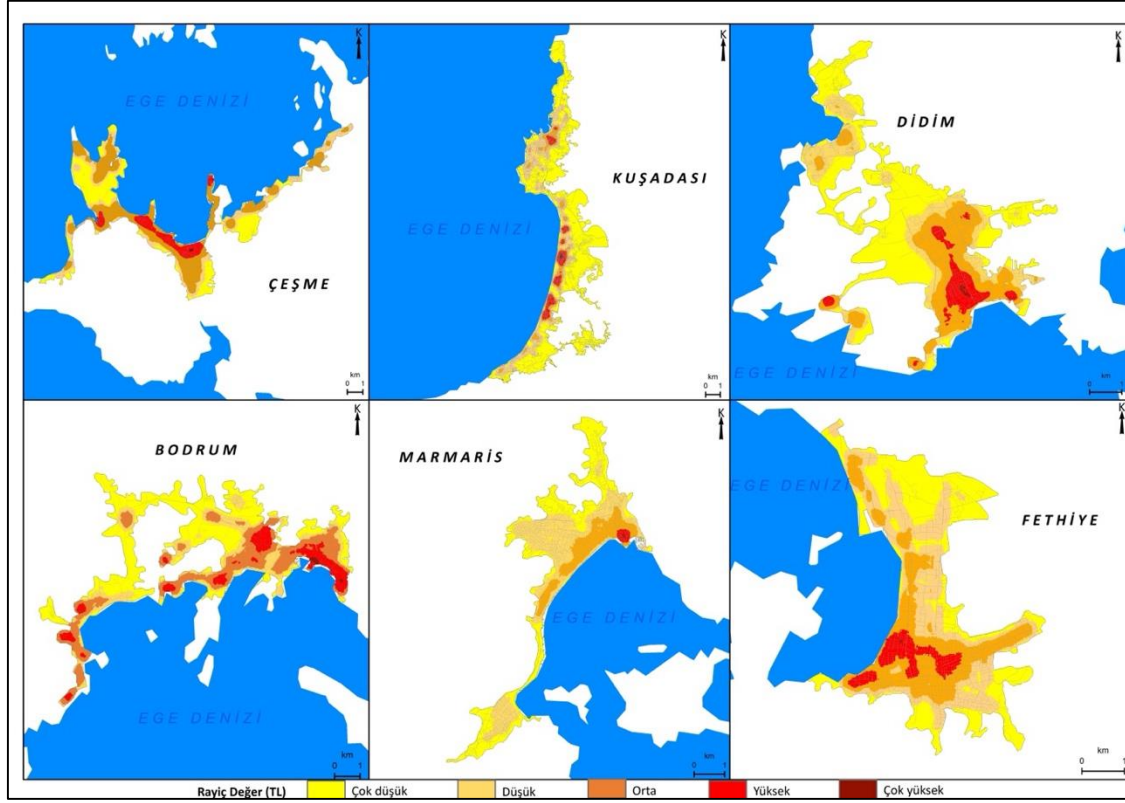 K
EGE DENİZİ
ÇEŞME
km
0 1
K
KUŞADASI
EGE DENİZİ
km
0 1
K
DİDİM
EGE DENİZİ
km
0 1
K
BODRUM
EGE DENİZİ
km
0 1
K
MARMARİS
EGE DENİZİ
km
0 1
K
EGE DENİZİ
FETHİYE
km
0 1
Rayiç Değer (TL) Çok düşük Düşük Orta Yüksek Çok yüksek